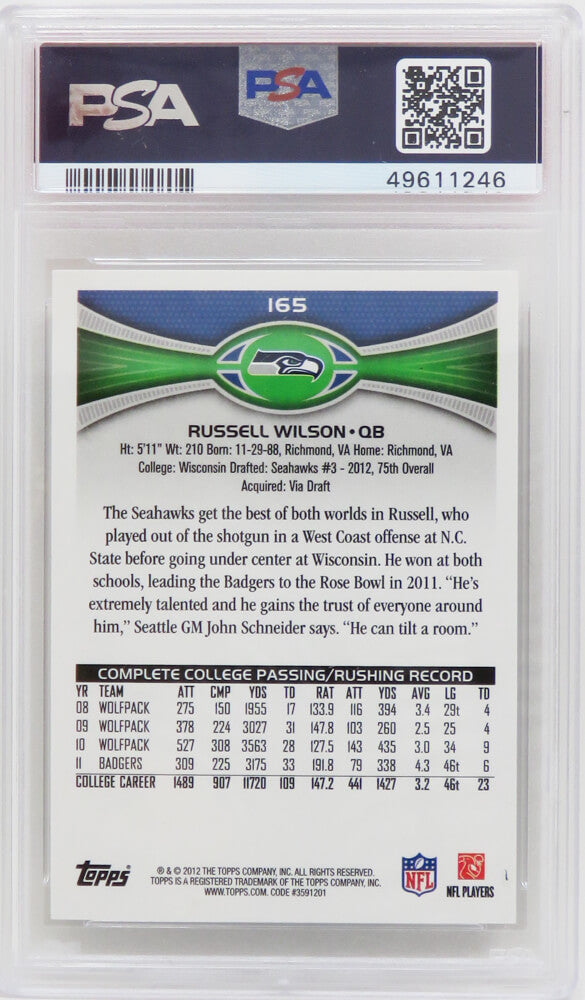 PSA
PSA
49611246
165
RUSSELL WILSON • QB
Ht: 5'11" Wt: 210 Born: 11-29-88, Richmond, VA Home: Richmond, VA
College: Wisconsin Drafted: Seahawks #3 - 2012, 75th Overall
Acquired: Via Draft
The Seahawks get the best of both worlds in Russell, who
played out of the shotgun in a West Coast offense at N.C.
State before going under center at Wisconsin. He won at both
schools, leading the Badgers to the Rose Bowl in 2011. “He’s
extremely talented and he gains the trust of everyone around
him,” Seattle GM John Schneider says. “He can tilt a room.”
COMPLETE COLLEGE PASSING/RUSHING RECORD
YR TEAM ATT CMP YDS TD RAT ATT YDS AVG LG TD
08 WOLFPACK 275 150 1955 17 133.9 116 394 3.4 29t 4
09 WOLFPACK 378 224 3027 31 147.8 103 260 2.5 25 4
10 WOLFPACK 527 308 3563 28 127.5 143 435 3.0 34 9
11 BADGERS 309 225 3175 33 191.8 79 338 4.3 46t 6
COLLEGE CAREER 1489 907 11720 109 147.2 441 1427 3.2 46t 23
Topps
® & © 2012 THE TOPPS COMPANY, INC. ALL RIGHTS RESERVED.
TOPPS IS A REGISTERED TRADEMARK OF THE TOPPS COMPANY, INC.
WWW.TOPPS.COM. CODE #3591201
NFL
NFL PLAYERS